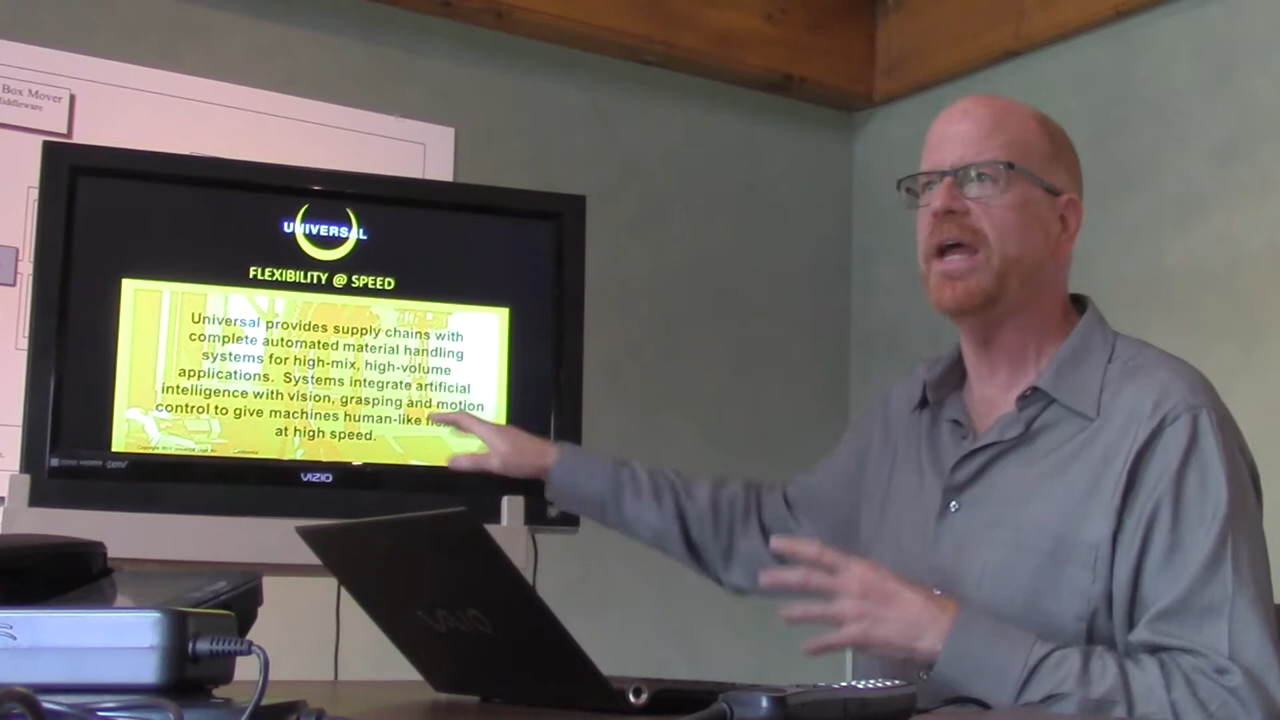 Box Mover
Middleware
UNIVERSAL
FLEXIBILITY @ SPEED
Universal provides supply chains with
complete automated material handling
systems for high-mix, high-volume
applications. Systems integrate artificial
intelligence with vision, grasping and motion
control to give machines human-like
at high speed.
VIZIO
VAIO